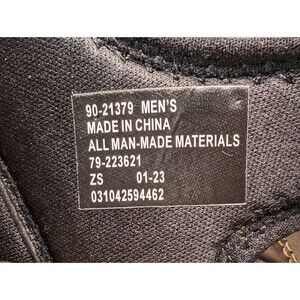 90-21379 MEN'S
MADE IN CHINA
ALL MAN-MADE MATERIALS
79-223621
ZS 01-23
031042594462